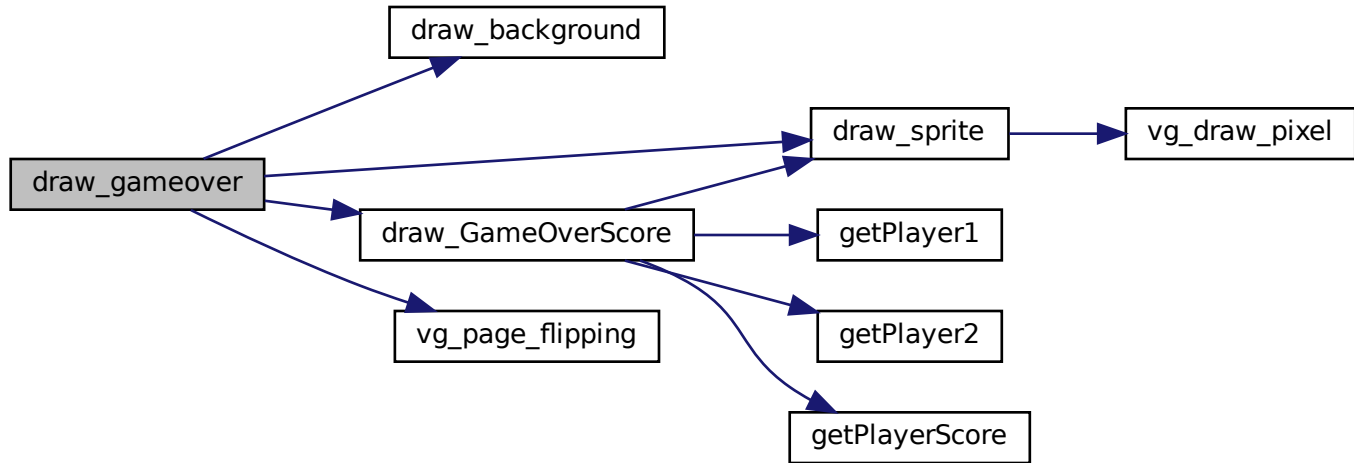 draw_background
draw_sprite
vg_draw_pixel
draw_gameover
draw_GameOverScore
getPlayer1
vg_page_flipping
getPlayer2
getPlayerScore